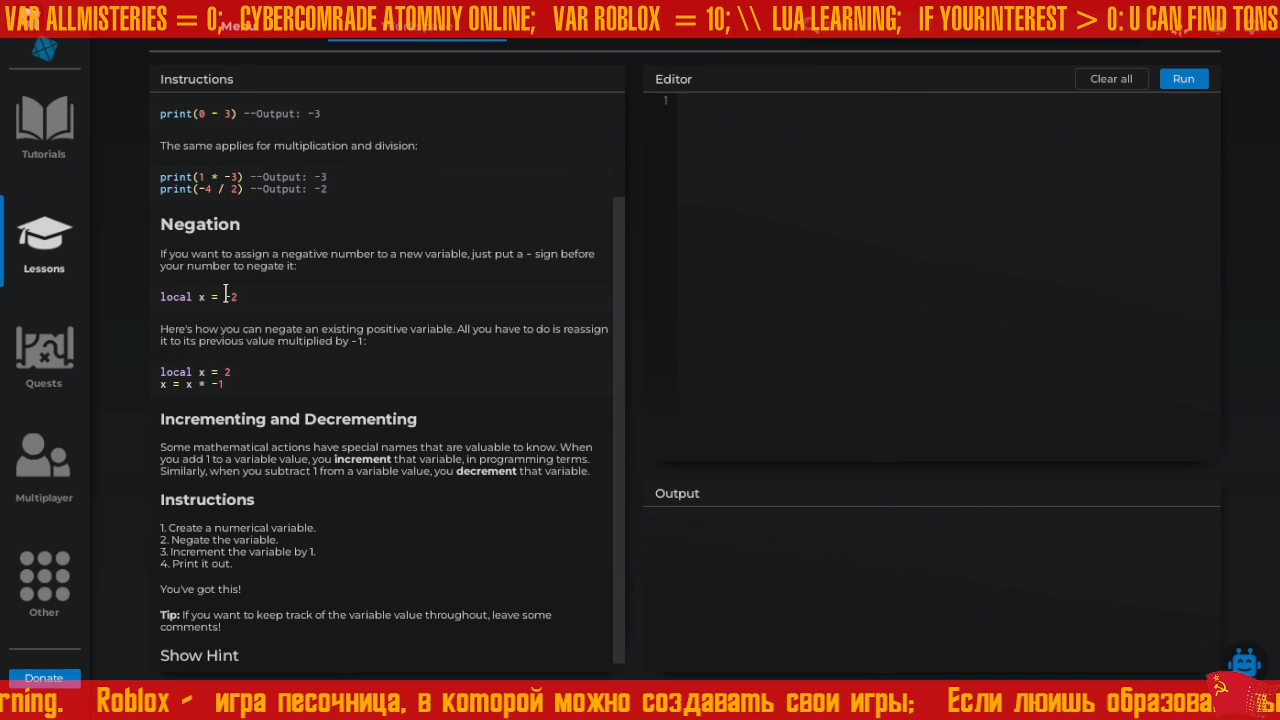 VAR ALLMISTERIES = 0; CYBERCOMRADE ATOMNIY ONLINE; VAR ROBLOX = 10; \\ LUA LEARNING; IF YOURINTEREST > 0: U CAN FIND TONS
Instructions
Editor
Clear all
Run
1
Tutorials
Lessons
Quests
Multiplayer
Other
Donate
print(0 - 3) --Output: -3
The same applies for multiplication and division:
print(1 * -3) --Output: -3
print(-4 / 2) --Output: -2
Negation
If you want to assign a negative number to a new variable, just put a - sign before
your number to negate it:
local x = -2
Here's how you can negate an existing positive variable. All you have to do is reassign
it to its previous value multiplied by -1:
local x = 2
x = x * -1
Incrementing and Decrementing
Some mathematical actions have special names that are valuable to know. When
you add 1 to a variable value, you increment that variable, in programming terms.
Similarly, when you subtract 1 from a variable value, you decrement that variable.
Instructions
1. Create a numerical variable.
2. Negate the variable.
3. Increment the variable by 1.
4. Print it out.
You've got this!
Tip: If you want to keep track of the variable value throughout, leave some
comments!
Show Hint
Output
rning. Roblox - игра песочница, в которой можно создавать свои игры; Если люишь образова